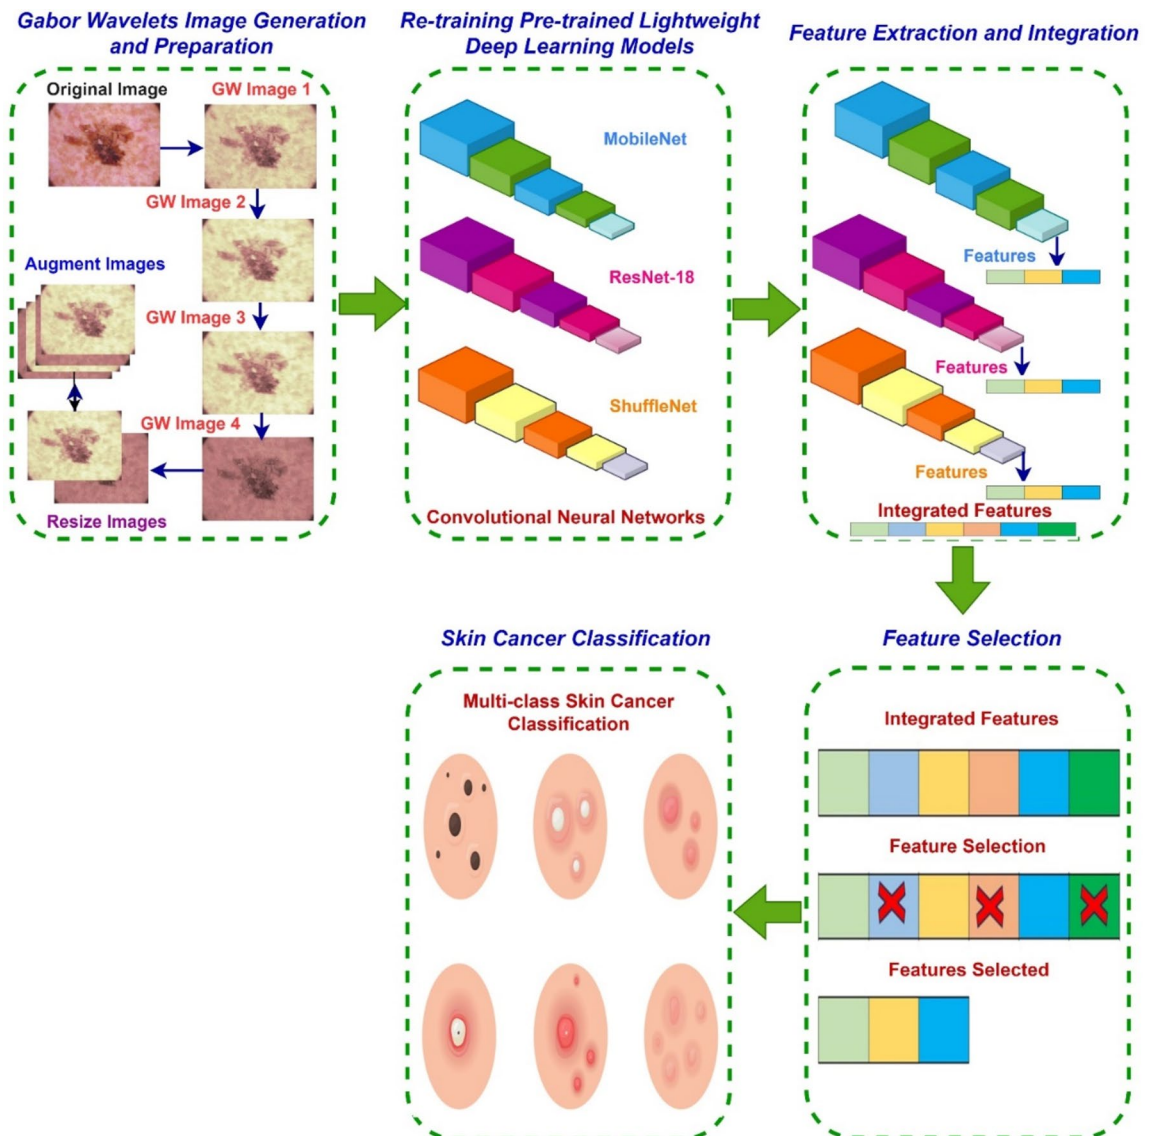 Gabor Wavelets Image Generation
and Preparation
Original Image
GW Image 1
GW Image 2
Augment Images
GW Image 3
GW Image 4
Resize Images
Re-training Pre-trained Lightweight
Deep Learning Models
MobileNet
ResNet-18
ShuffleNet
Convolutional Neural Networks
Feature Extraction and Integration
Features
Features
Features
Integrated Features
Feature Selection
Integrated Features
Feature Selection
Features Selected
Skin Cancer Classification
Multi-class Skin Cancer
Classification